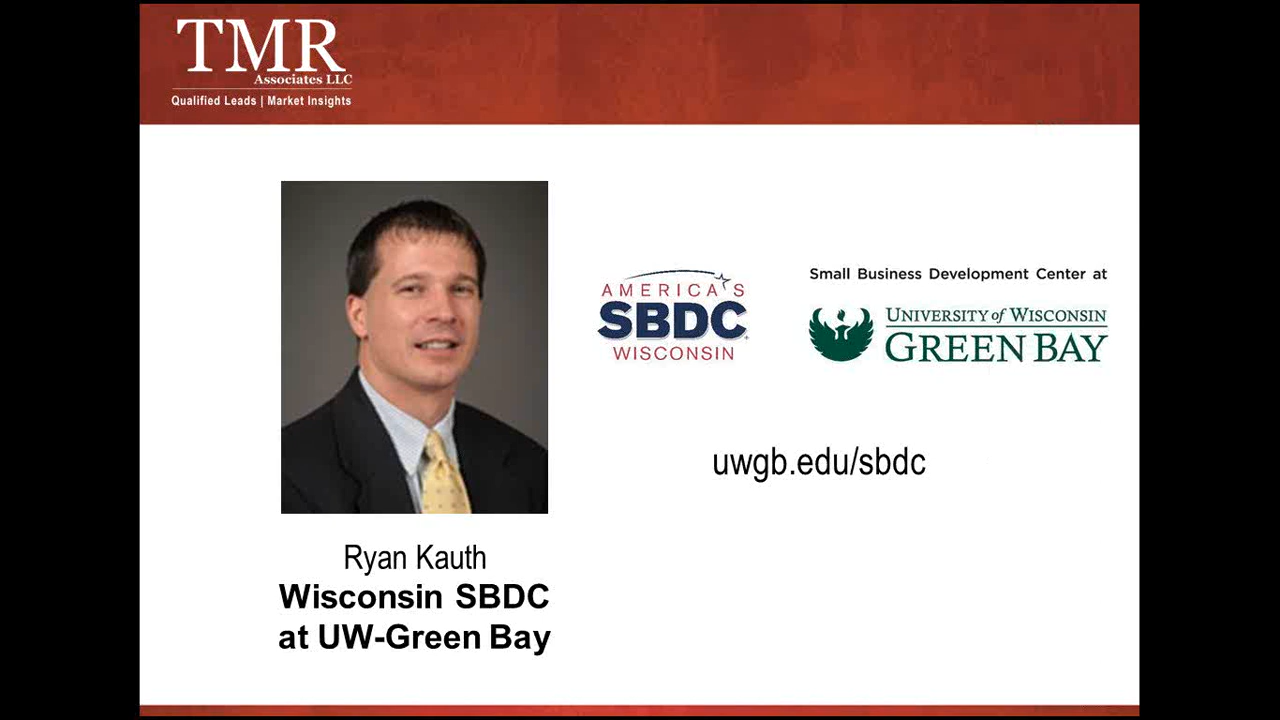 TMR
Associates LLC
Qualified Leads | Market Insights
AMERICA'S
SBDC
WISCONSIN
Small Business Development Center at
UNIVERSITY of WISCONSIN
GREEN BAY
uwgb.edu/sbdc
Ryan Kauth
Wisconsin SBDC
at UW-Green Bay